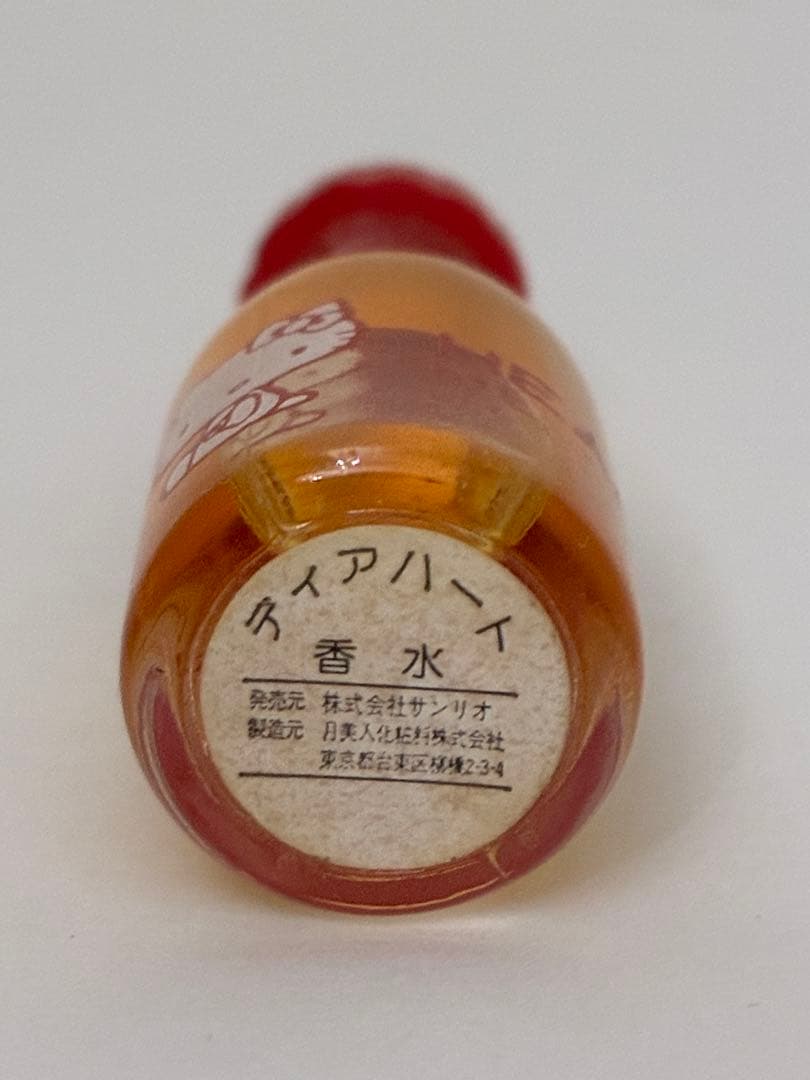 ディアハーイ
香水
発売元 株式会社サンリオ
製造元 月美人化粧料株式会社
東京都台東区柳橋2-3-4